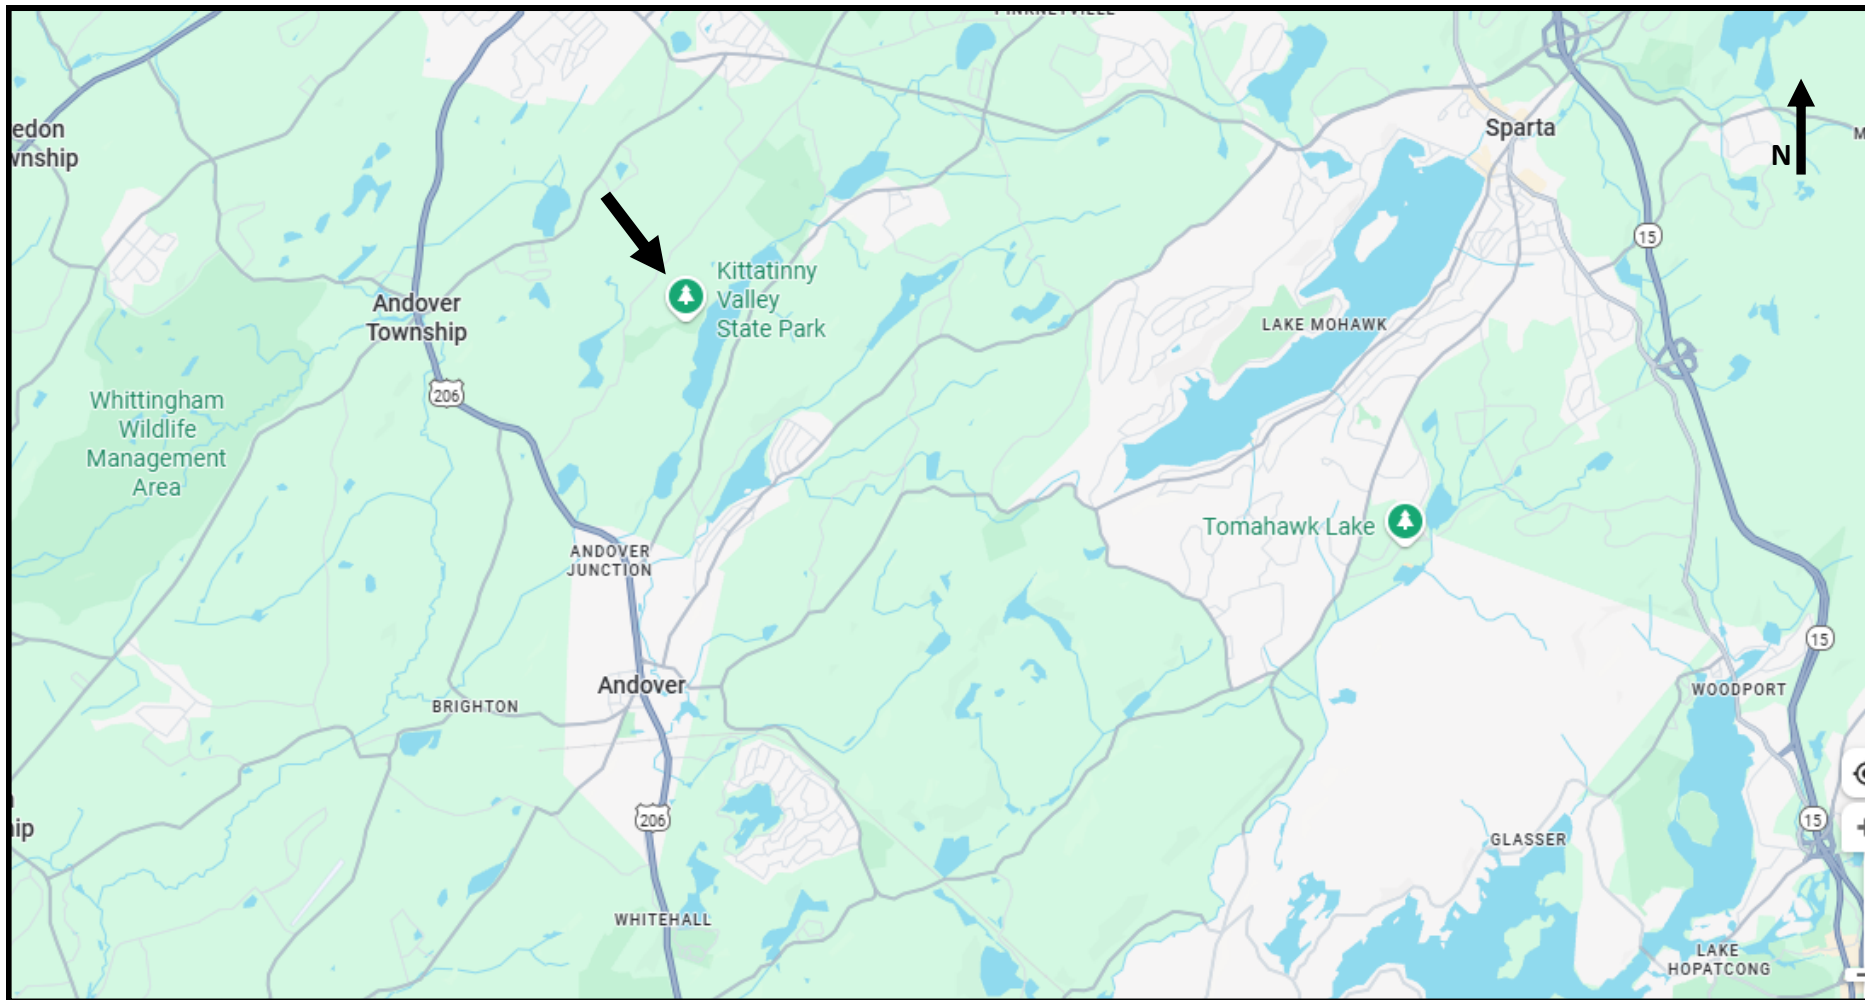 PINKNEYVILLE
Sparta
N
edon
wnship
15
Kittatinny
Valley
State Park
Andover
Township
LAKE MOHAWK
206
Whittingham
Wildlife
Management
Area
Tomahawk Lake
ANDOVER
JUNCTION
15
Andover
WOODPORT
BRIGHTON
206
15
ip
GLASSER
WHITEHALL
LAKE
HOPATCONG